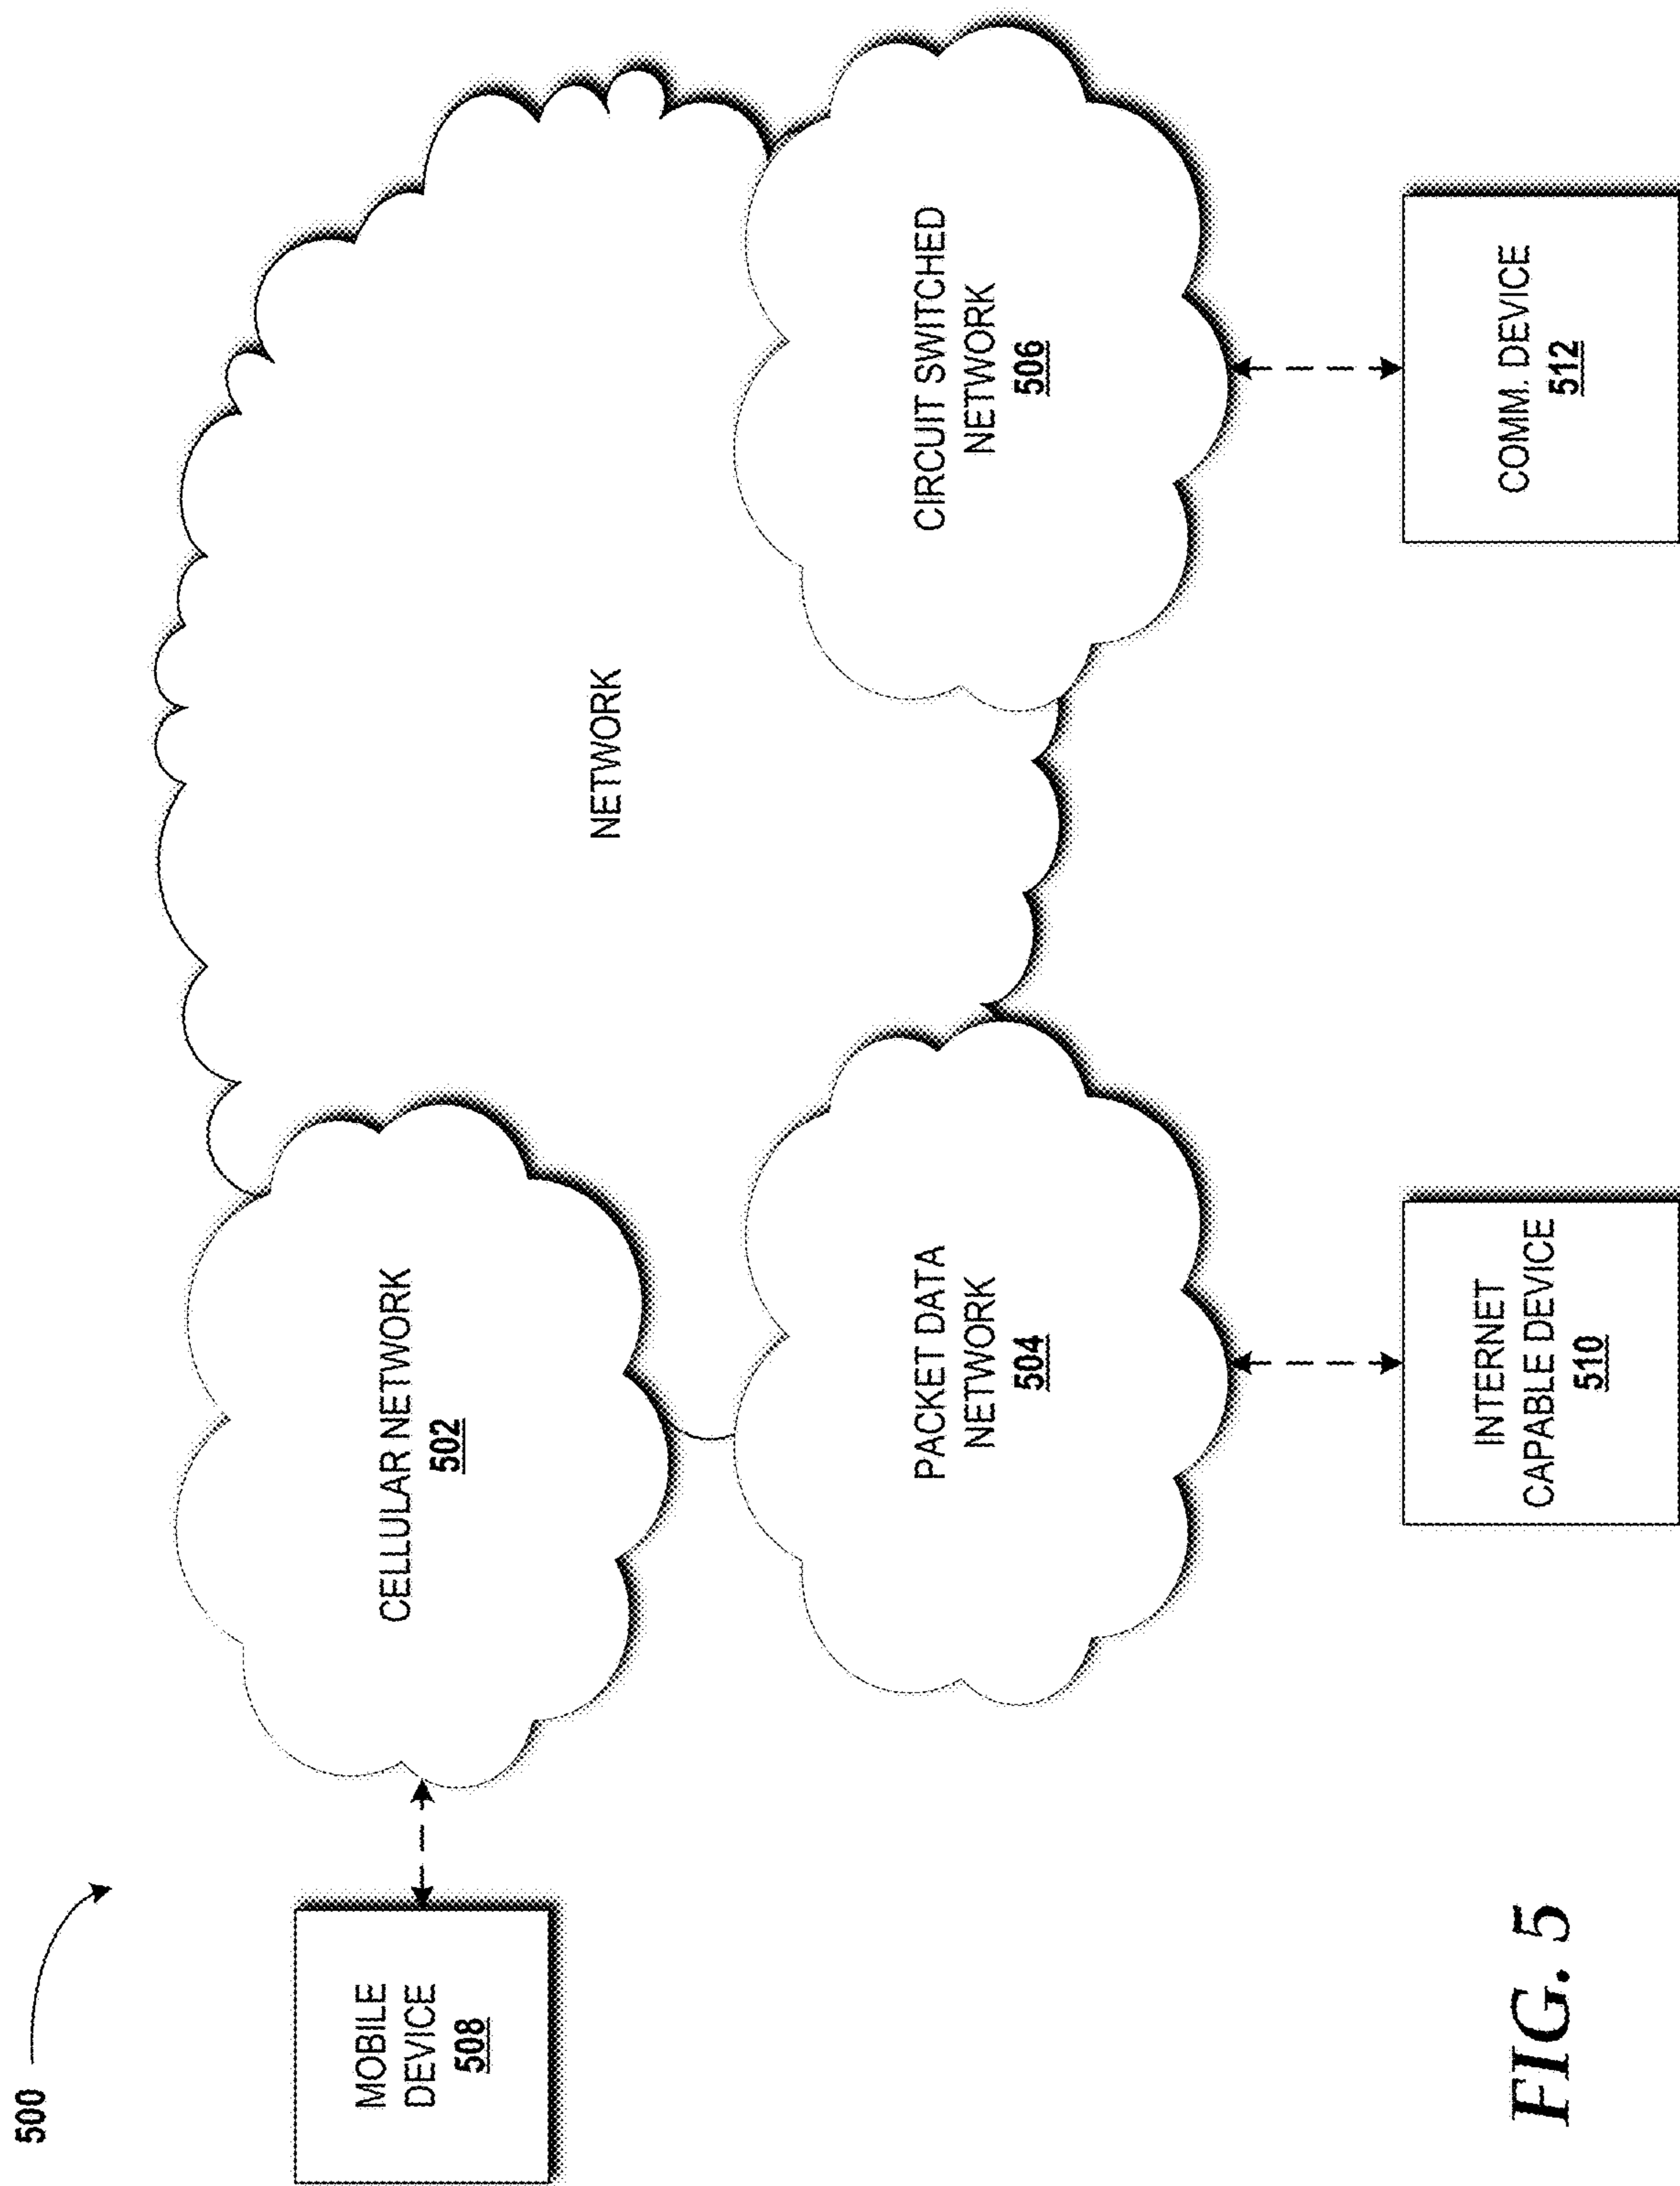 500
NETWORK
CELLULAR NETWORK
502
MOBILE
DEVICE
508
PACKET DATA
NETWORK
504
CIRCUIT SWITCHED
NETWORK
506
INTERNET
CAPABLE DEVICE
510
COMM. DEVICE
512
FIG. 5